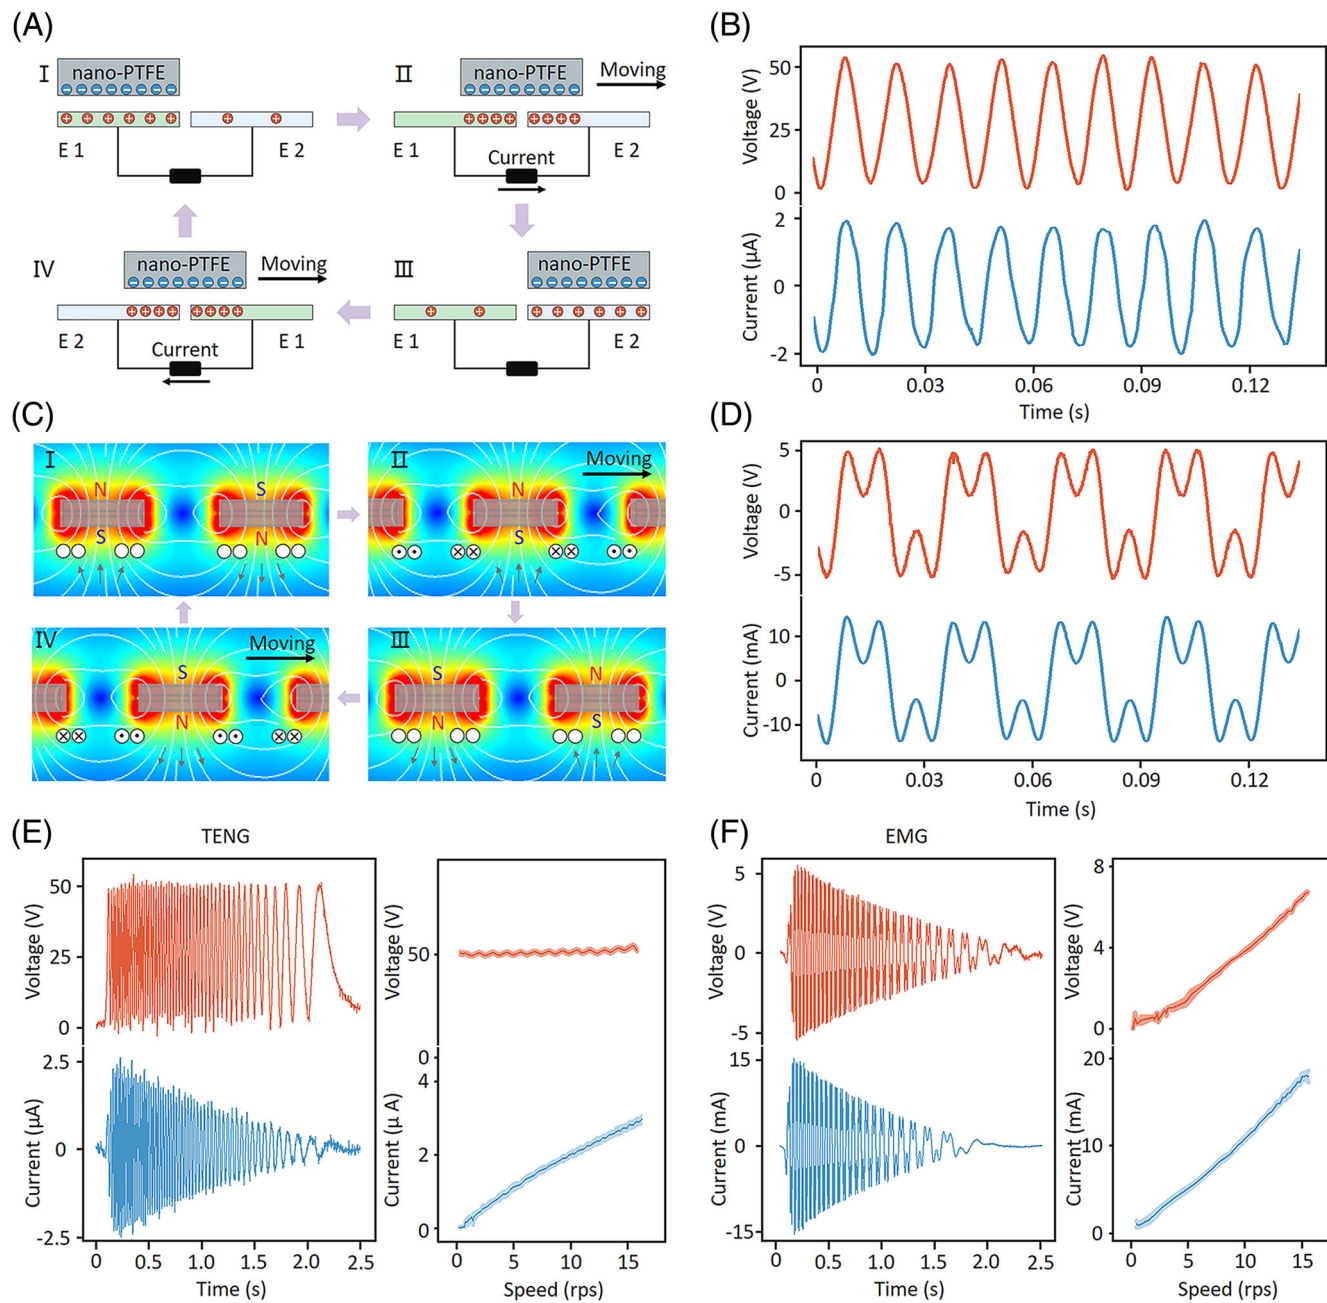 (A)
I
nano-PTFE
E 1
E 2
II
nano-PTFE
Moving
E 1
Current
E 2
IV
nano-PTFE
Moving
E 2
Current
E 1
III
nano-PTFE
E 1
E 2
(B)
Voltage (V)
50
25
0
Current (μA)
2
0
-2
0
0.03
0.06
0.09
0.12
Time (s)
(C)
I
N
S
S
N
II
Moving
N
S
IV
Moving
S
N
III
S
N
N
S
(D)
Voltage (V)
5
0
-5
Current (mA)
10
0
-10
0
0.03
0.06
0.09
0.12
Time (s)
(E)
TENG
Voltage (V)
50
25
0
Current (μA)
2.5
0
-2.5
0
0.5
1.0
1.5
2.0
2.5
Time (s)
Voltage (V)
50
0
Current (μ A)
4
2
0
0
5
10
15
Speed (rps)
(F)
EMG
Voltage (V)
5
0
-5
Current (mA)
15
0
-15
0
0.5
1.0
1.5
2.0
2.5
Time (s)
Voltage (V)
8
4
0
Current (mA)
20
10
0
0
5
10
15
Speed (rps)